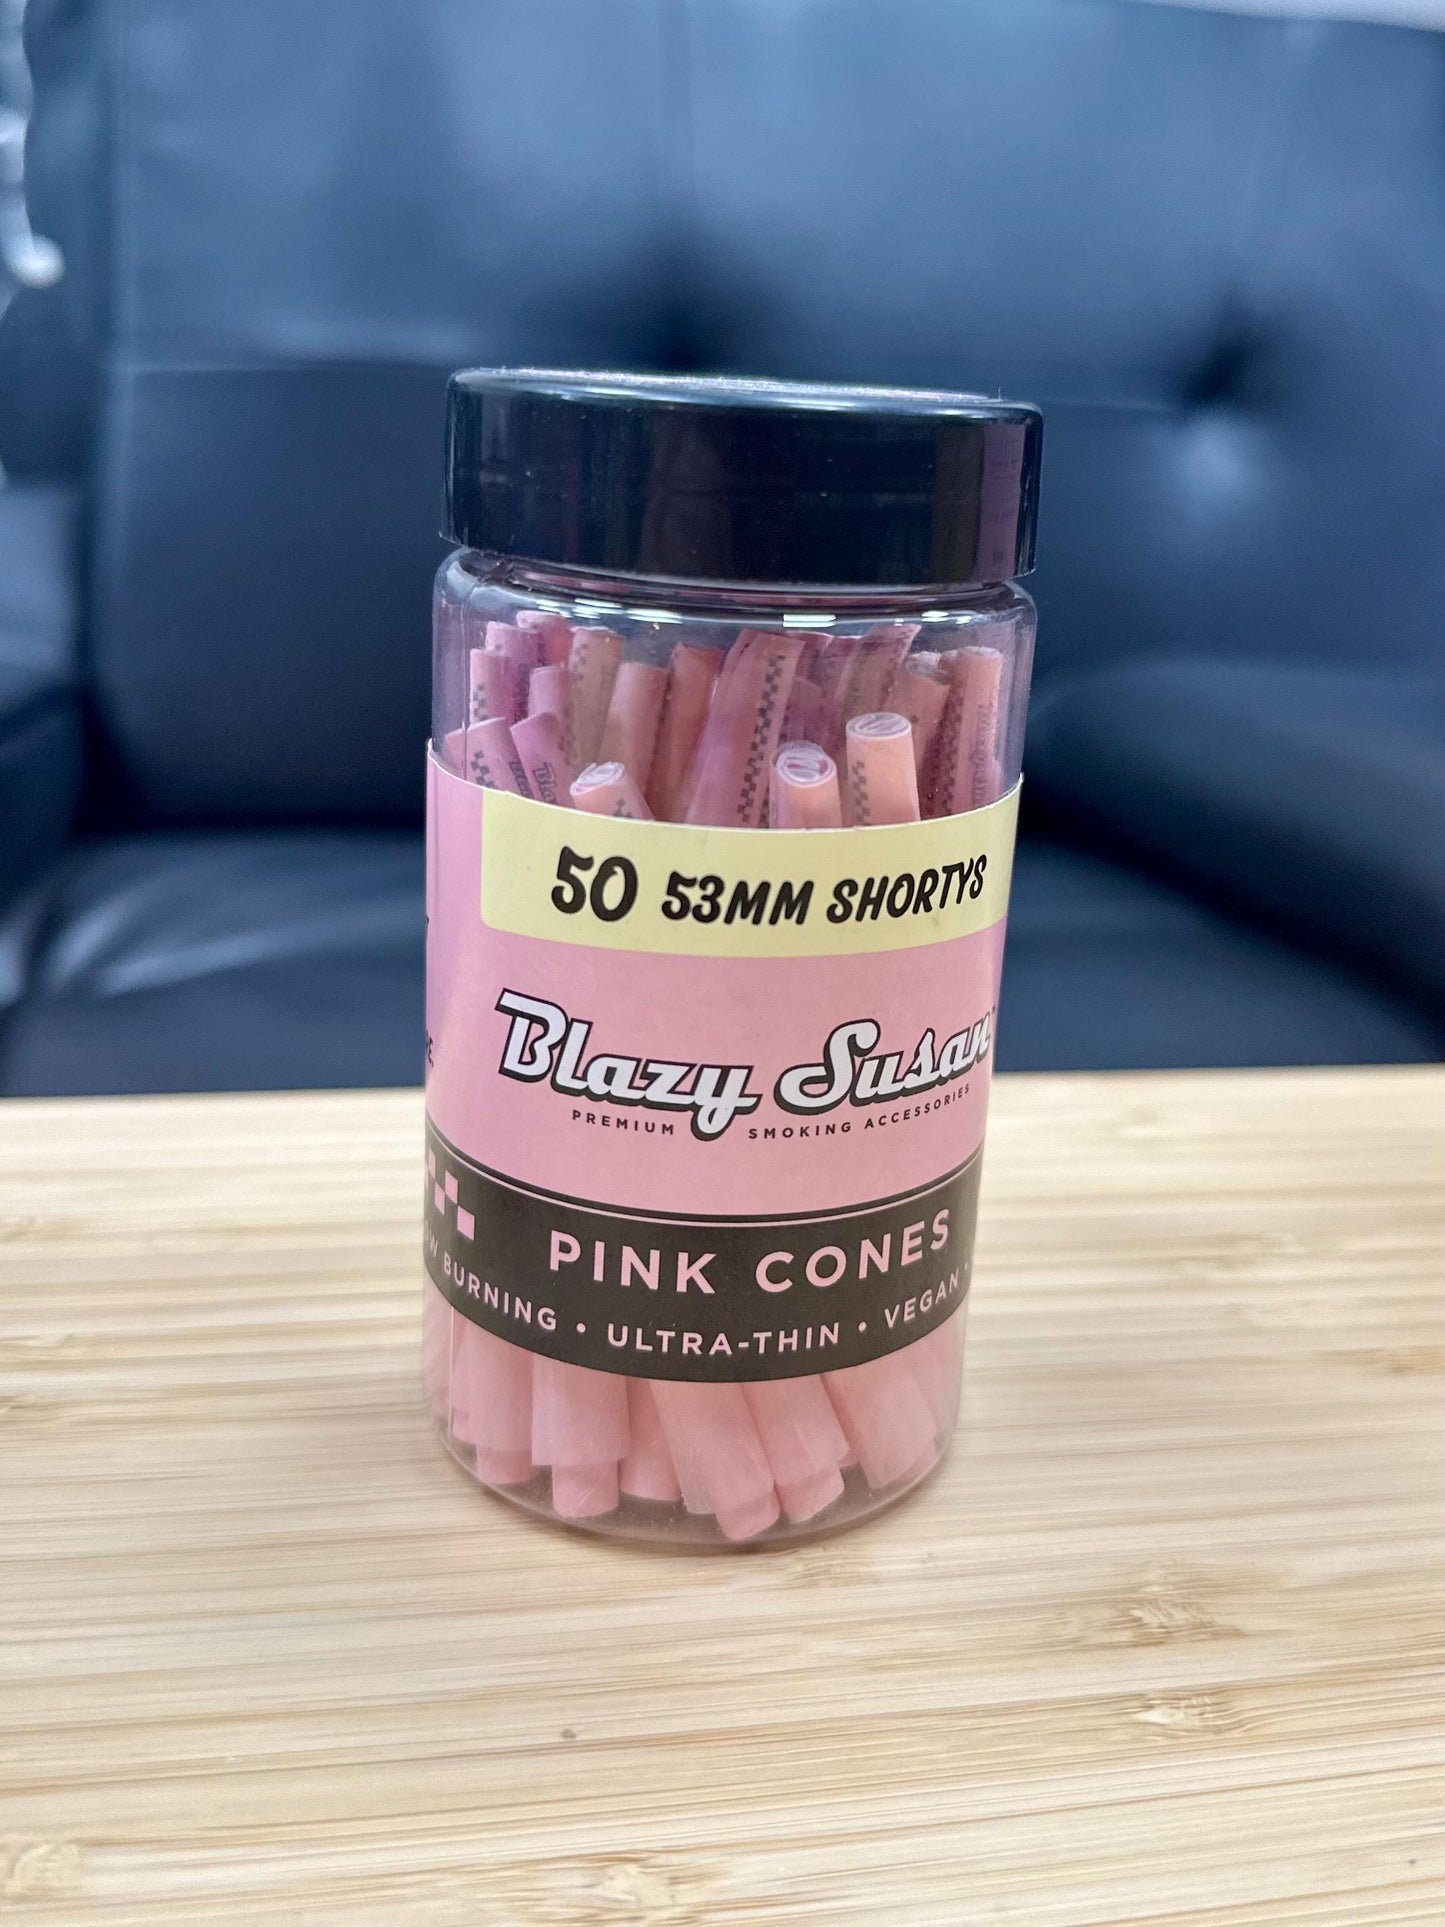 50 53MM SHORTYS
Blazy Susan
PREMIUM SMOKING ACCESSORIES
PINK CONES
BURNING • ULTRA-THIN • VEGAN •